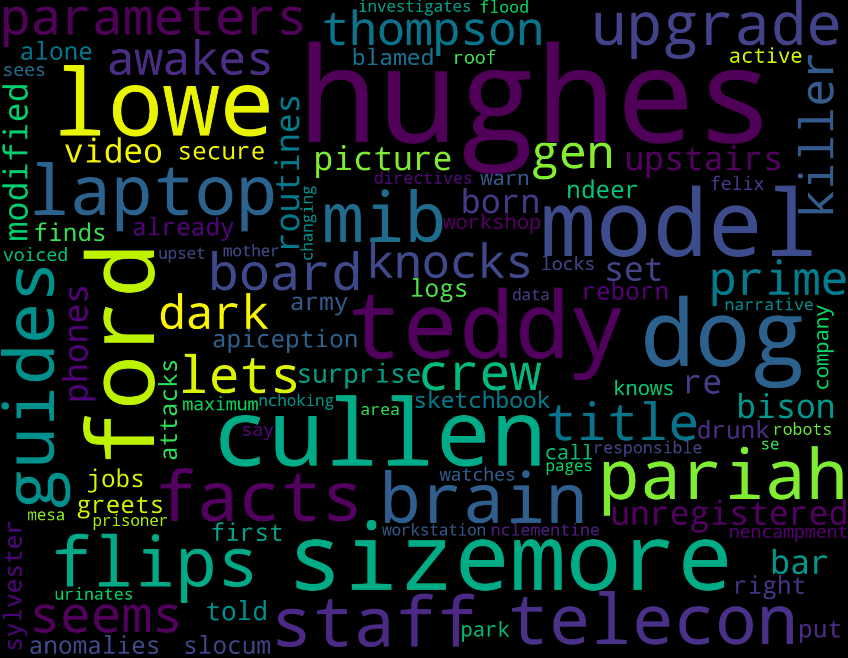 investigates flood
parameters thompson upgrade
alone awakes blamed roof active
sees lowe hughes killer
modified video secure routines picture gen upstairs
directives warn felix
laptop changing mib born workshop ndeer model
finds already
voiced upset mother board knocks locks set prime
guides phones ford dark army logs data reborn narrative
apiception teddy dog company
attacks lets surprise crew knows re
maximum nchoking area sketchbook bison
say cullen title drunk robots
call responsible se
pages
jobs facts brain watches pariah
greets
mesa prisoner unregistered
sylvester first workstation nclementine nencampment
flips sizemore bar
urinates right
seems told staff park telecon put
anomalies slocum